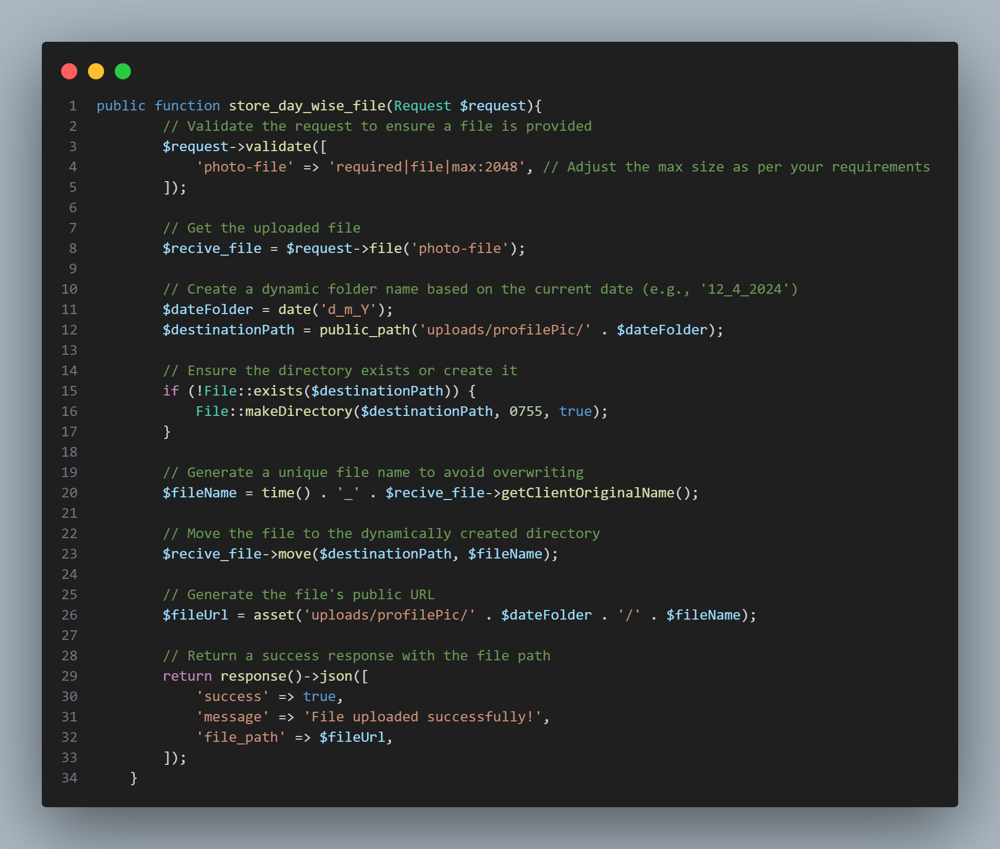 1 public function store_day_wise_file(Request $request){
2 // Validate the request to ensure a file is provided
3 $request->validate([
4 'photo-file' => 'required|file|max:2048', // Adjust the max size as per your requirements
5 ]);
6
7 // Get the uploaded file
8 $recive_file = $request->file('photo-file');
9
10 // Create a dynamic folder name based on the current date (e.g., '12_4_2024')
11 $dateFolder = date('d_m_Y');
12 $destinationPath = public_path('uploads/profilePic/' . $dateFolder);
13
14 // Ensure the directory exists or create it
15 if (!File::exists($destinationPath)) {
16 File::makeDirectory($destinationPath, 0755, true);
17 }
18
19 // Generate a unique file name to avoid overwriting
20 $fileName = time() . '_' . $recive_file->getClientOriginalName();
21
22 // Move the file to the dynamically created directory
23 $recive_file->move($destinationPath, $fileName);
24
25 // Generate the file's public URL
26 $fileUrl = asset('uploads/profilePic/' . $dateFolder . '/' . $fileName);
27
28 // Return a success response with the file path
29 return response()->json([
30 'success' => true,
31 'message' => 'File uploaded successfully!',
32 'file_path' => $fileUrl,
33 ]);
34 }